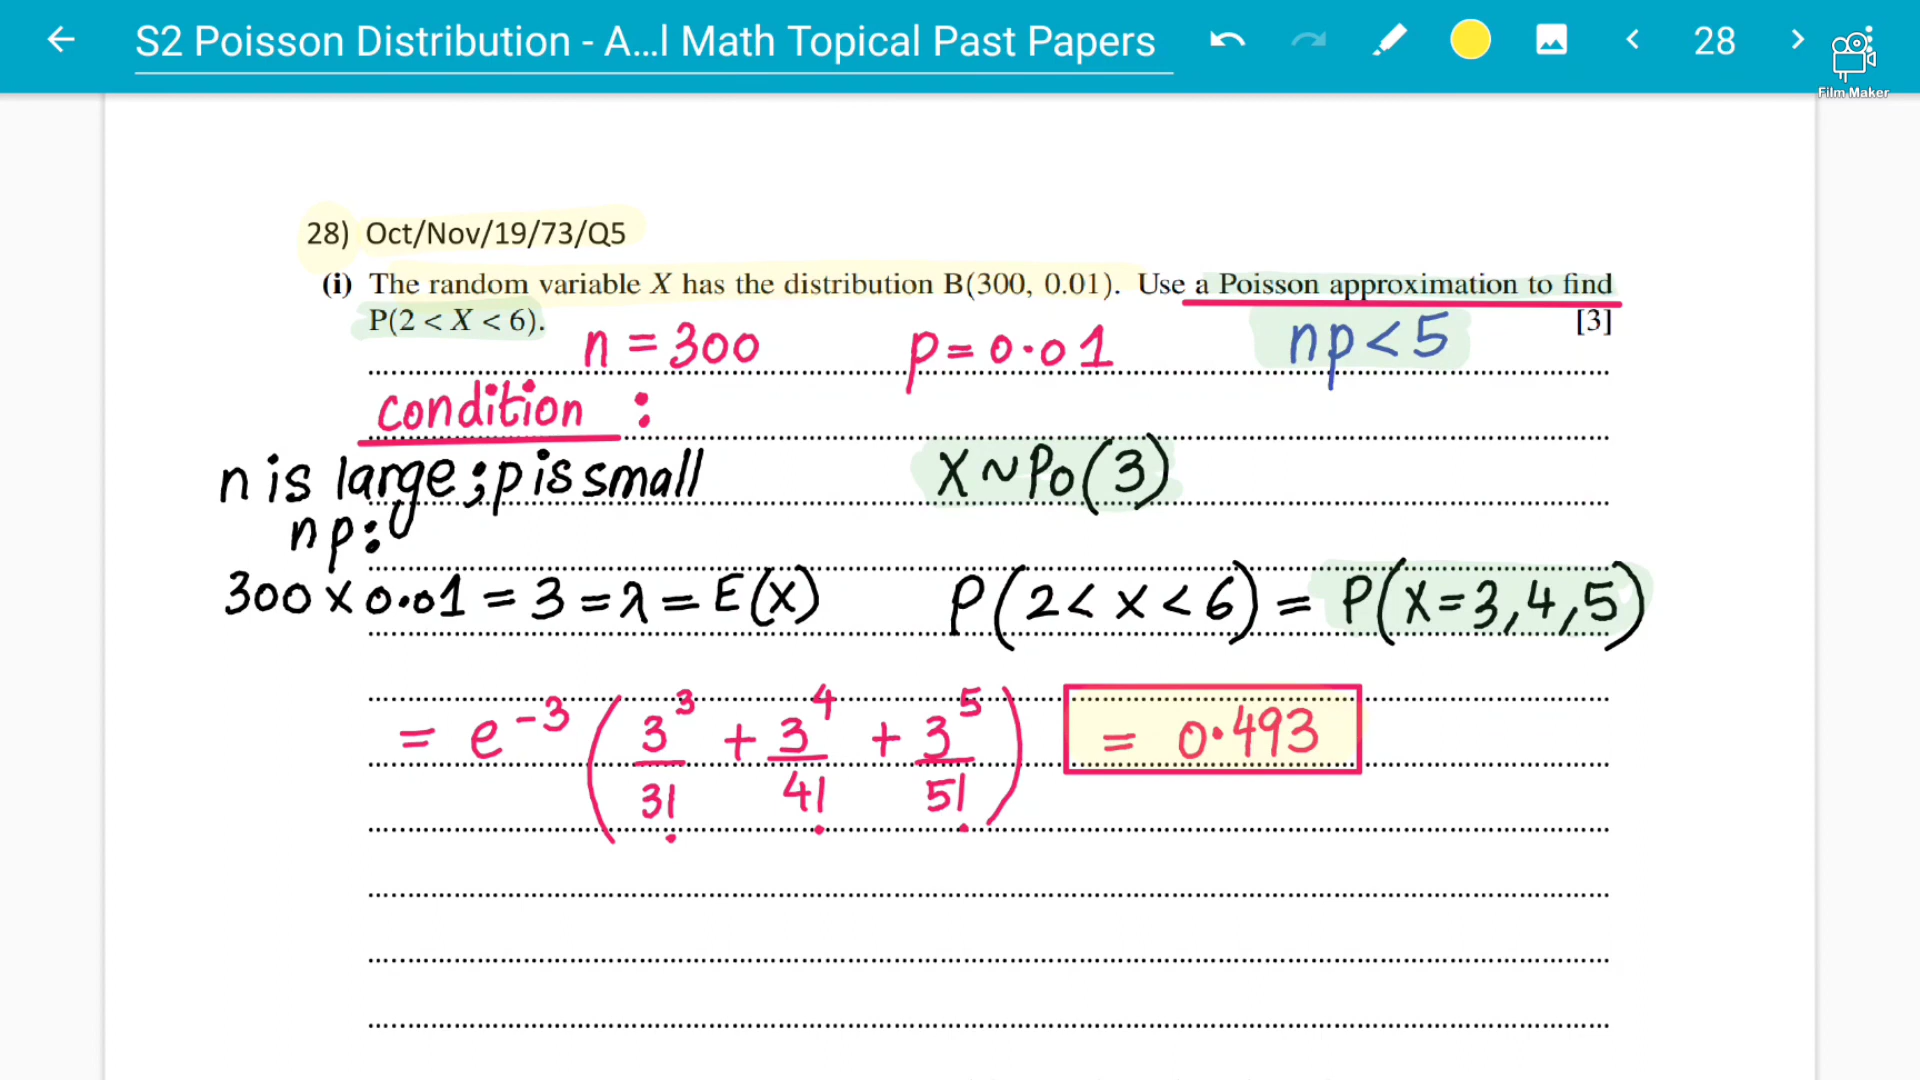 S2 Poisson Distribution - A...l Math Topical Past Papers
28
Film Maker
28) Oct/Nov/19/73/Q5
(i) The random variable X has the distribution B(300, 0.01). Use a Poisson approximation to find
P(2 < X < 6). [3]
n = 300 p = 0.01 np < 5
condition :
n is large ; p is small X ~ Po(3)
np:
300 x 0.01 = 3 = λ = E(X) P(2 < X < 6) = P(X = 3, 4, 5)
= e^-3 (3^3/3! + 3^4/4! + 3^5/5!) = 0.493